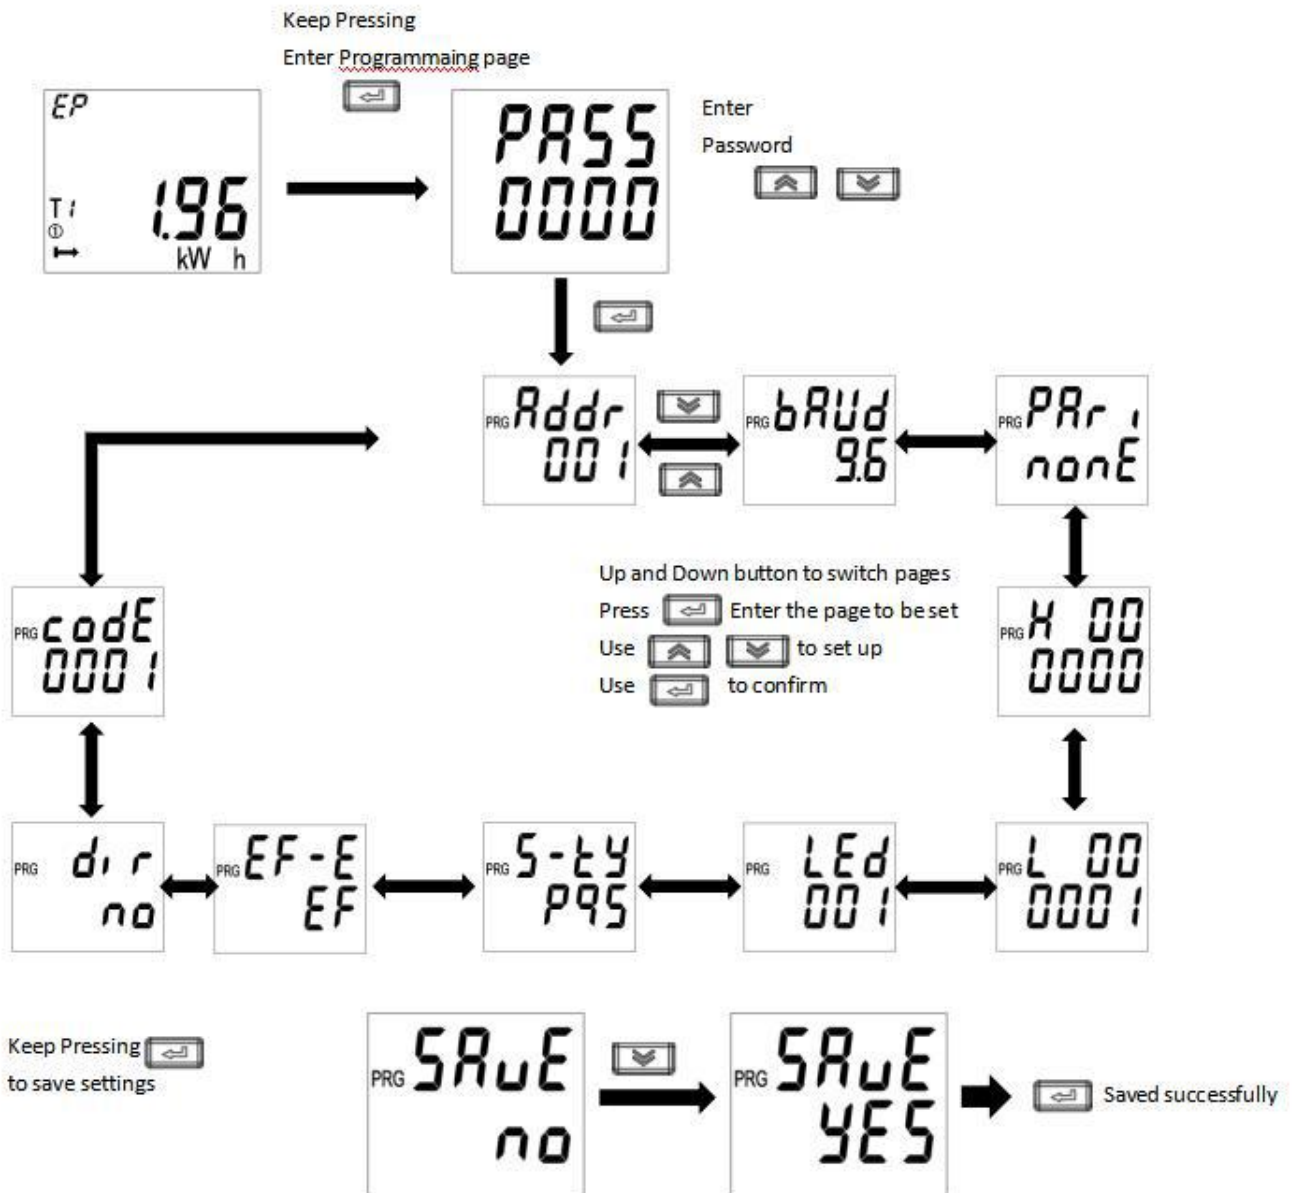 Keep Pressing
Enter Programmaing page
EP
T1
①
1.96
kW h
PASS
0000
Enter
Password
PRG Addr
001
PRG bAUd
9.6
PRG PAri
nonE
Up and Down button to switch pages
Press Enter the page to be set
Use to set up
Use to confirm
PRG codE
0001
PRG H 00
0000
PRG dir
no
PRG EF-E
EF
PRG S-tY
Pq5
PRG LEd
001
PRG L 00
0001
Keep Pressing
to save settings
PRG SAvE
no
PRG SAvE
YES
Saved successfully